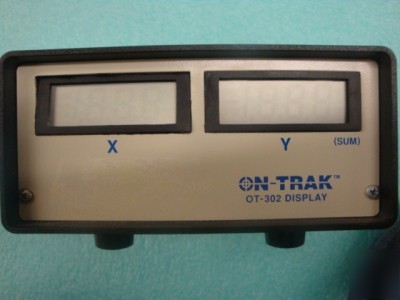 X
Y
(SUM)
ON-TRAK™
OT-302 DISPLAY